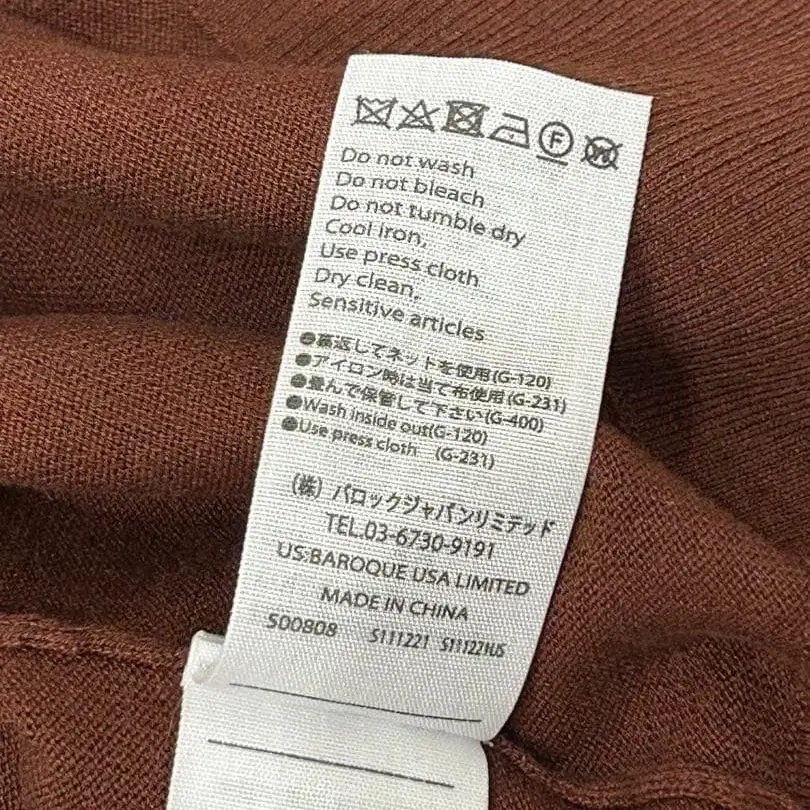 F
W
Do not wash
Do not bleach
Do not tumble dry
Cool iron,
Use press cloth
Dry clean,
Sensitive articles
●裏返してネットを使用(G-120)
●アイロン時は当て布使用(G-231)
●畳んで保管して下さい(G-400)
●Wash inside out(G-120)
●Use press cloth (G-231)
(株) バロックジャパンリミテッド
TEL.03-6730-9191
US:BAROQUE USA LIMITED
MADE IN CHINA
S00808 S111221 S11122HUS